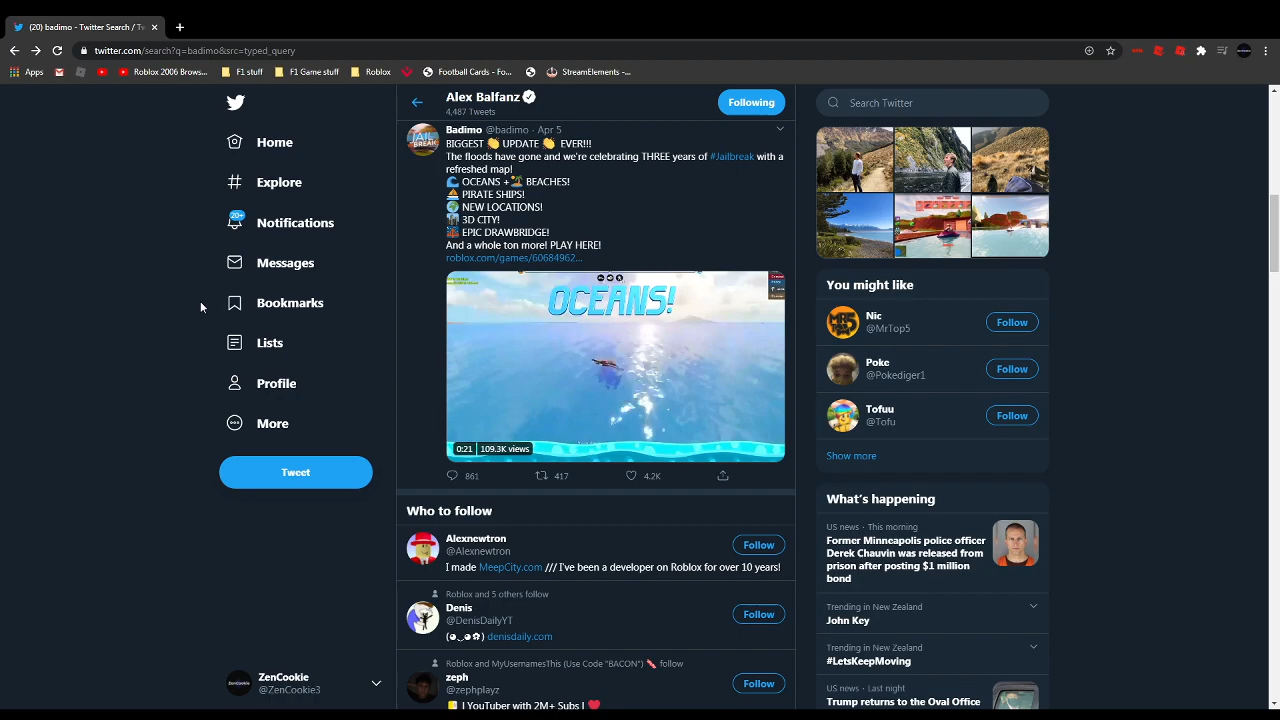 (20) badimo - Twitter Search / Tw
twitter.com/search?q=badimo&src=typed_query
Apps
Roblox 2006 Brows...
F1 stuff
F1 Game stuff
Roblox
Football Cards - Fo...
StreamElements -...
Alex Balfanz
4,487 Tweets
Following
Search Twitter
Home
Explore
20+
Notifications
Messages
Bookmarks
Lists
Profile
More
Tweet
ZenCookie
@ZenCookie3
JAIL BREAK
Badimo @badimo · Apr 5
BIGGEST 👏 UPDATE 👏 EVER!!!
The floods have gone and we're celebrating THREE years of #Jailbreak with a
refreshed map!
🌊 OCEANS +🏝 BEACHES!
⛵ PIRATE SHIPS!
🌍 NEW LOCATIONS!
🏙 3D CITY!
🌉 EPIC DRAWBRIDGE!
And a whole ton more! PLAY HERE!
roblox.com/games/60684962...
OCEANS!
0:21 109.3K views
861
417
4.2K
Who to follow
Alexnewtron
@Alexnewtron
Follow
I made MeepCity.com /// I've been a developer on Roblox for over 10 years!
Roblox and 5 others follow
Denis
@DenisDailyYT
Follow
(◕‿◕✿) denisdaily.com
Roblox and MyUsernamesThis (Use Code "BACON") 🥓 follow
zeph
@zephplayz
Follow
| YouTuber with 2M+ Subs | ❤
You might like
Nic
@MrTop5
Follow
Poke
@Pokediger1
Follow
Tofuu
@Tofu
Follow
Show more
What's happening
US news · This morning
Former Minneapolis police officer
Derek Chauvin was released from
prison after posting $1 million
bond
Trending in New Zealand
John Key
Trending in New Zealand
#LetsKeepMoving
US news · Last night
Trump returns to the Oval Office